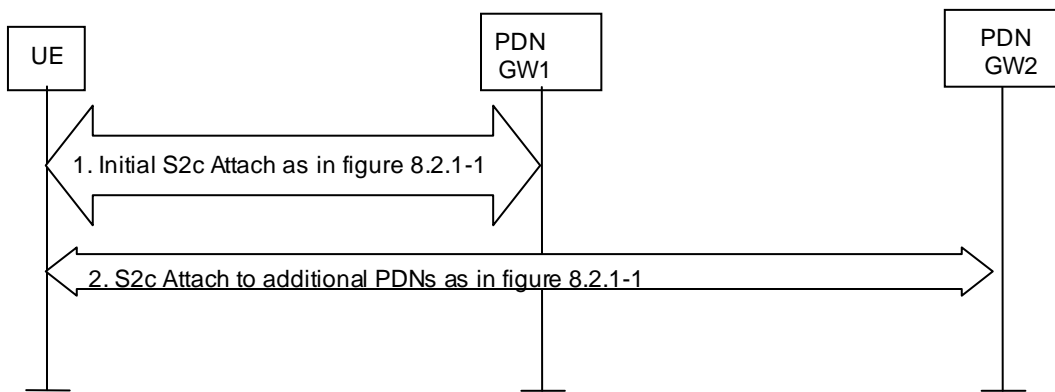 UE
PDN
GW1
PDN
GW2
1. Initial S2c Attach as in figure 8.2.1-1
2. S2c Attach to additional PDNs as in figure 8.2.1-1